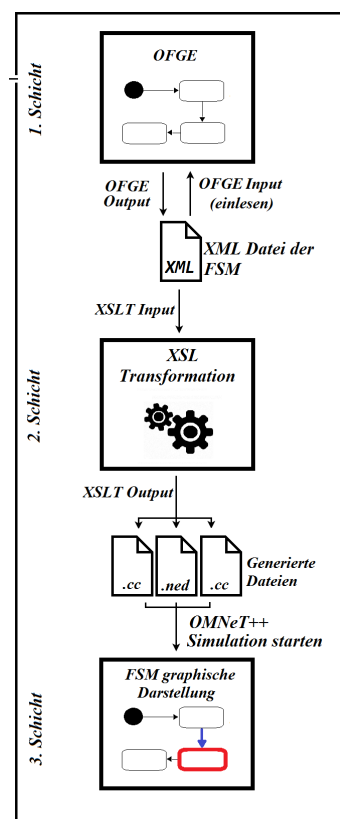 OFGE
1. Schicht
OFGE
Output
OFGE Input
(einlesen)
XML
XML Datei der
FSM
XSLT Input
XSL
Transformation
2. Schicht
XSLT Output
.cc
.ned
.cc
Generierte
Dateien
OMNeT++
Simulation starten
FSM graphische
Darstellung
3. Schicht